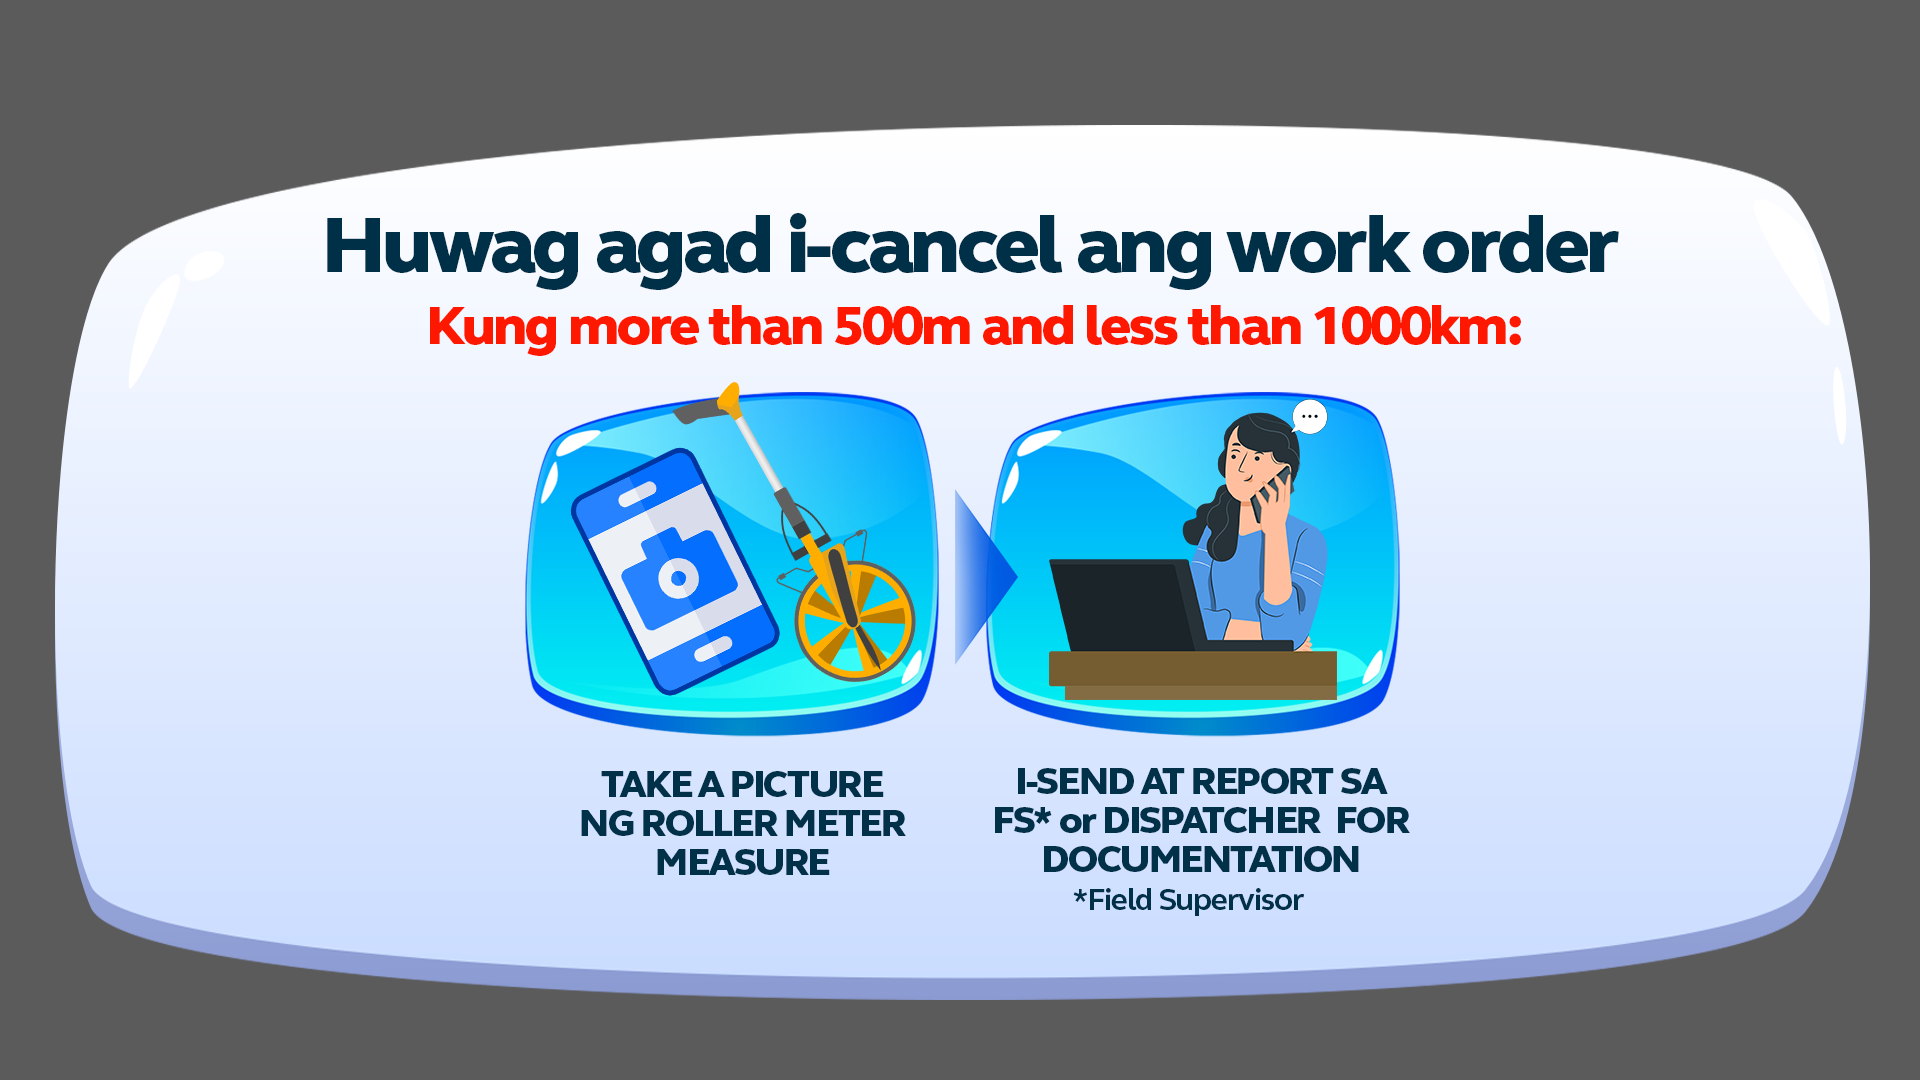 Huwag agad i-cancel ang work order
Kung more than 500m and less than 1000km:
TAKE A PICTURE
NG ROLLER METER
MEASURE
I-SEND AT REPORT SA
FS* or DISPATCHER FOR
DOCUMENTATION
*Field Supervisor